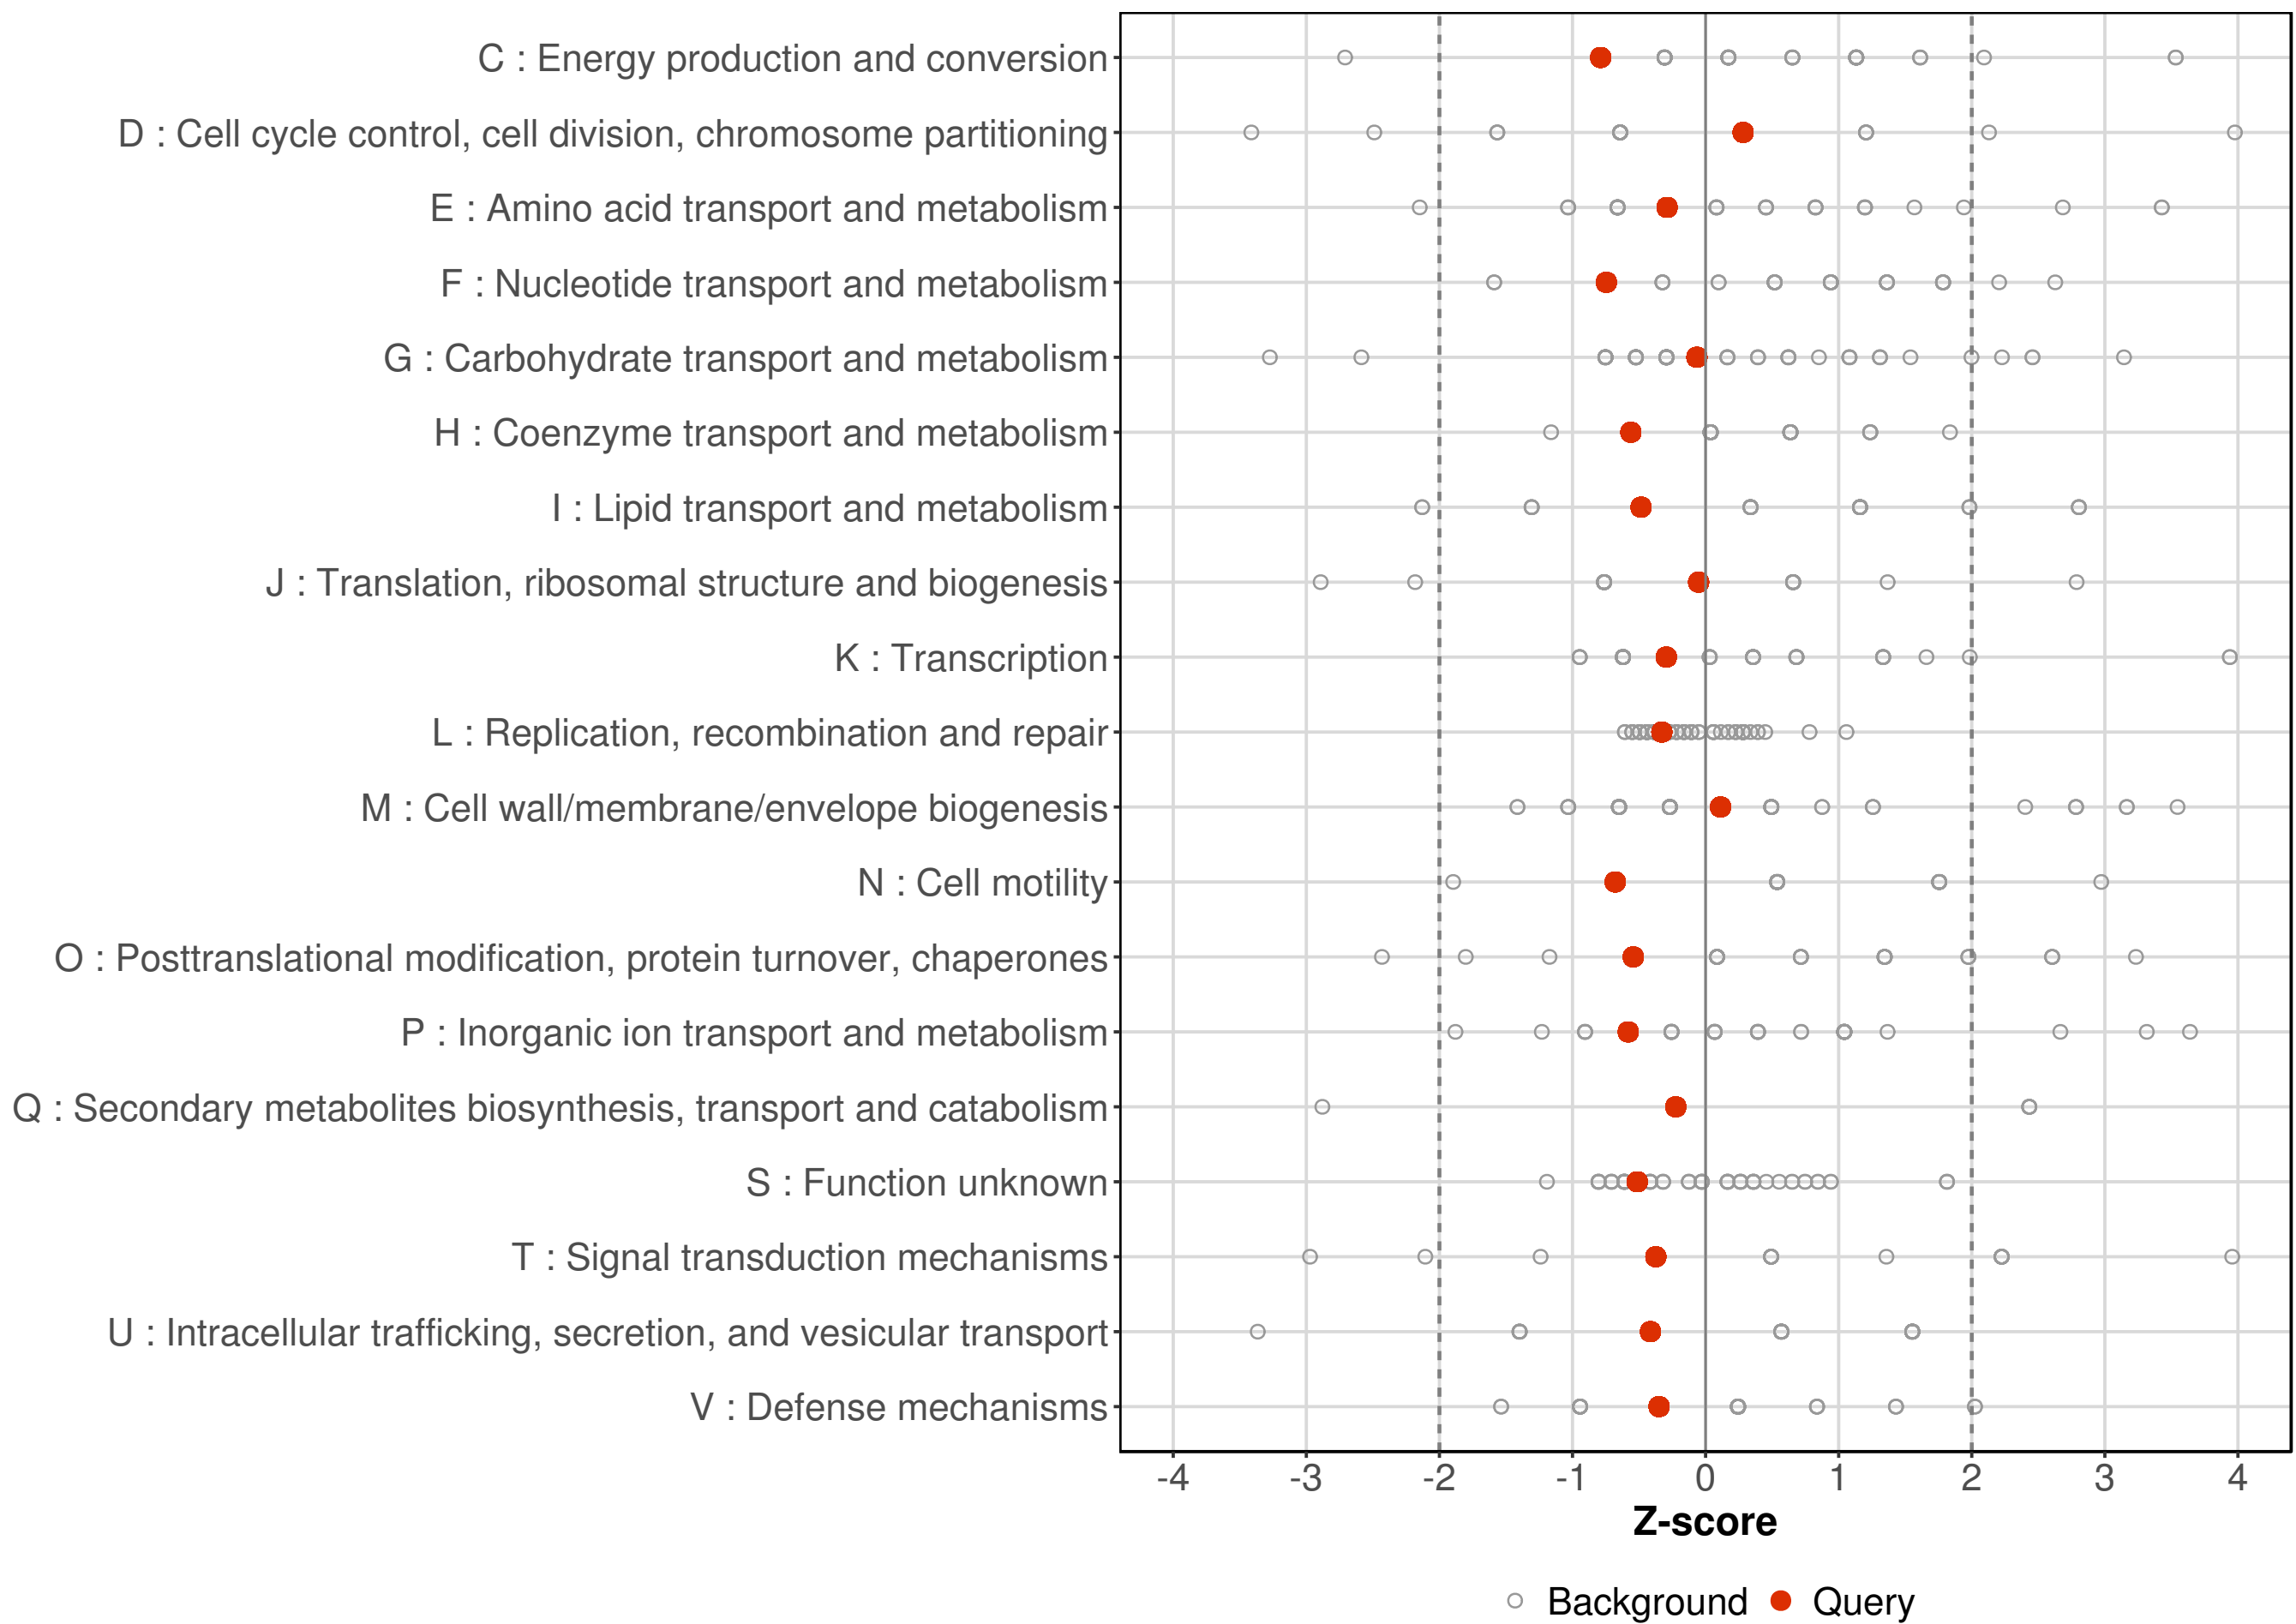 C : Energy production and conversion
D : Cell cycle control, cell division, chromosome partitioning
E : Amino acid transport and metabolism
F : Nucleotide transport and metabolism
G : Carbohydrate transport and metabolism
H : Coenzyme transport and metabolism
I : Lipid transport and metabolism
J : Translation, ribosomal structure and biogenesis
K : Transcription
L : Replication, recombination and repair
M : Cell wall/membrane/envelope biogenesis
N : Cell motility
O : Posttranslational modification, protein turnover, chaperones
P : Inorganic ion transport and metabolism
Q : Secondary metabolites biosynthesis, transport and catabolism
S : Function unknown
T : Signal transduction mechanisms
U : Intracellular trafficking, secretion, and vesicular transport
V : Defense mechanisms
-4 -3 -2 -1 0 1 2 3 4
Z-score
Background Query